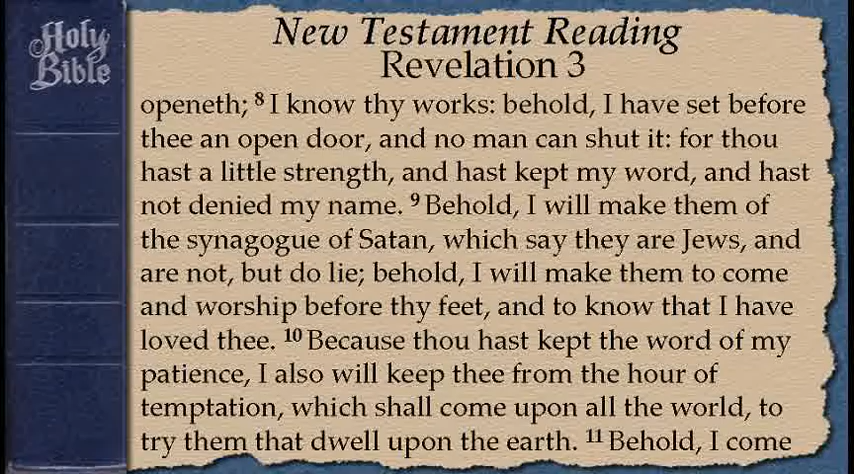 Holy
Bible
New Testament Reading
Revelation 3
openeth; 8 I know thy works: behold, I have set before
thee an open door, and no man can shut it: for thou
hast a little strength, and hast kept my word, and hast
not denied my name. 9 Behold, I will make them of
the synagogue of Satan, which say they are Jews, and
are not, but do lie; behold, I will make them to come
and worship before thy feet, and to know that I have
loved thee. 10 Because thou hast kept the word of my
patience, I also will keep thee from the hour of
temptation, which shall come upon all the world, to
try them that dwell upon the earth. 11 Behold, I come